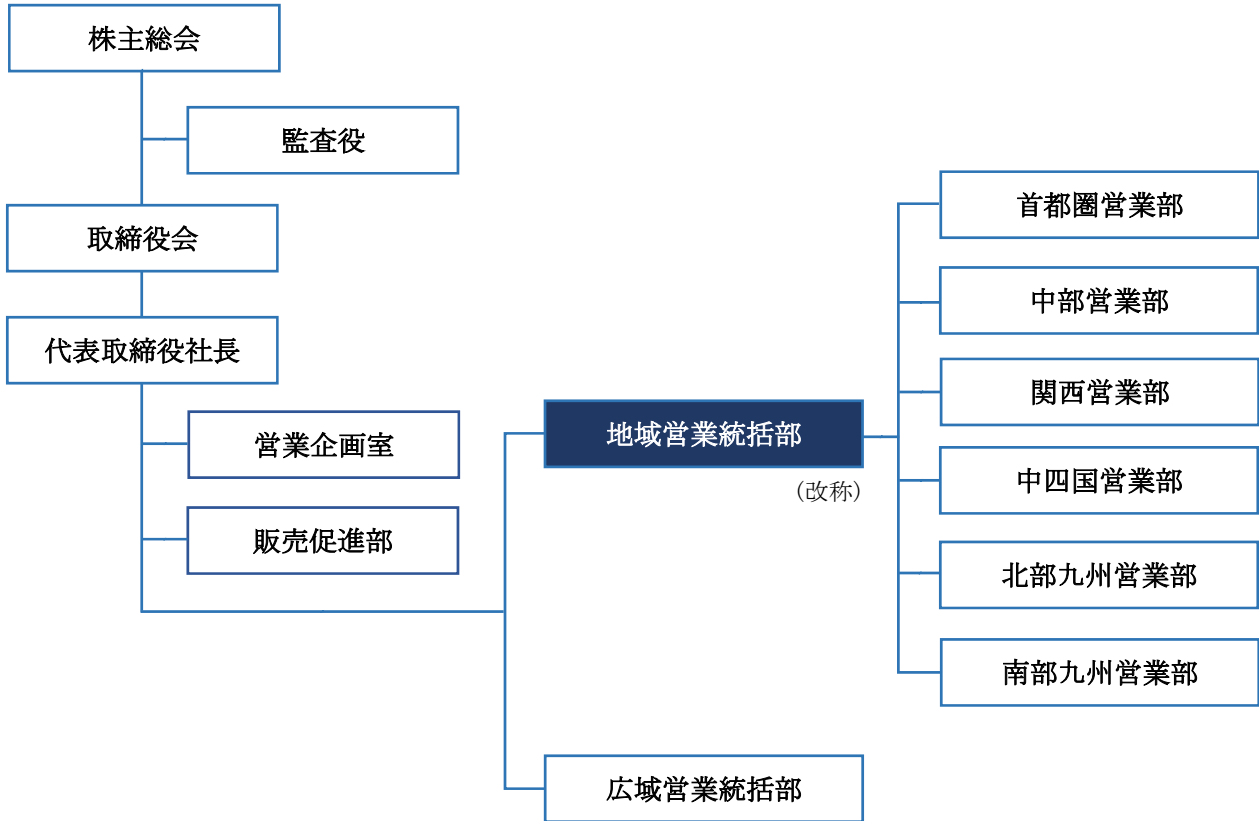 株主総会
監査役
取締役会
代表取締役社長
営業企画室
販売促進部
地域営業統括部
(改称)
広域営業統括部
首都圏営業部
中部営業部
関西営業部
中四国営業部
北部九州営業部
南部九州営業部